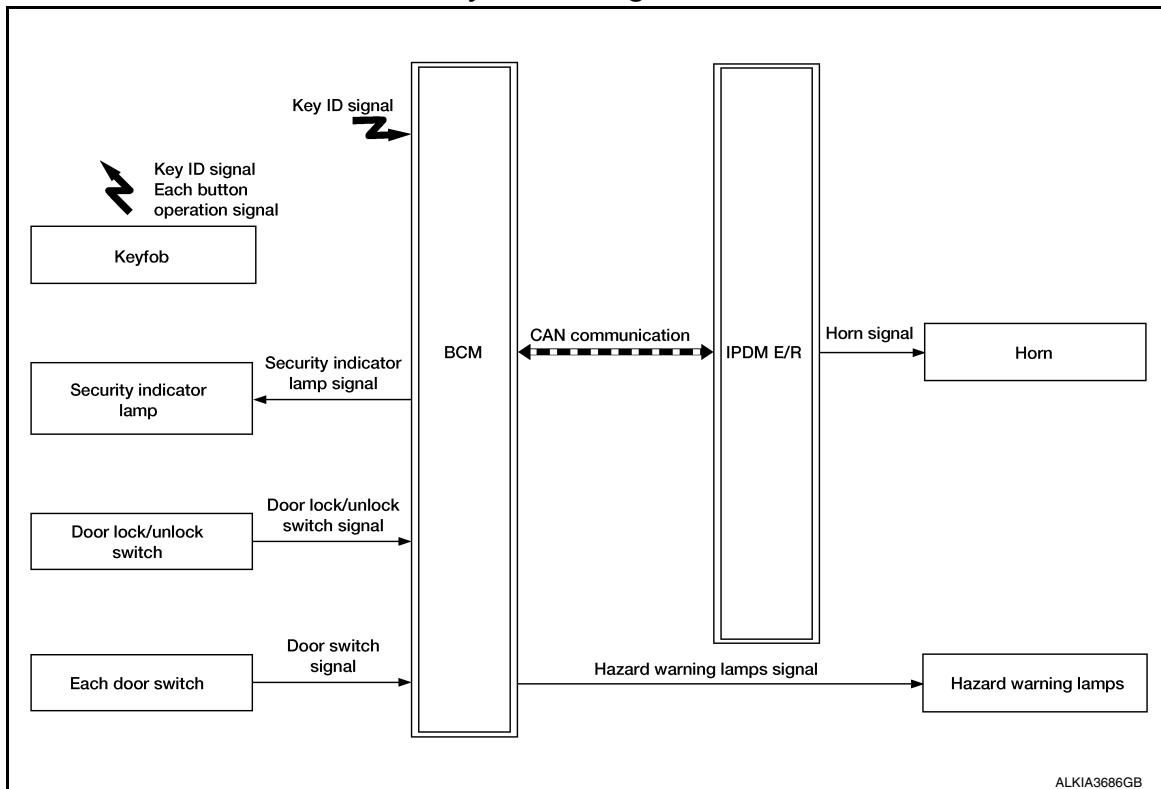 Key ID signal
Key ID signal
Each button
operation signal
Keyfob
BCM
CAN communication
IPDM E/R
Horn signal
Horn
Security indicator
lamp signal
Security indicator
lamp
Door lock/unlock
switch signal
Door lock/unlock
switch
Door switch
signal
Each door switch
Hazard warning lamps signal
Hazard warning lamps
ALKIA3686GB